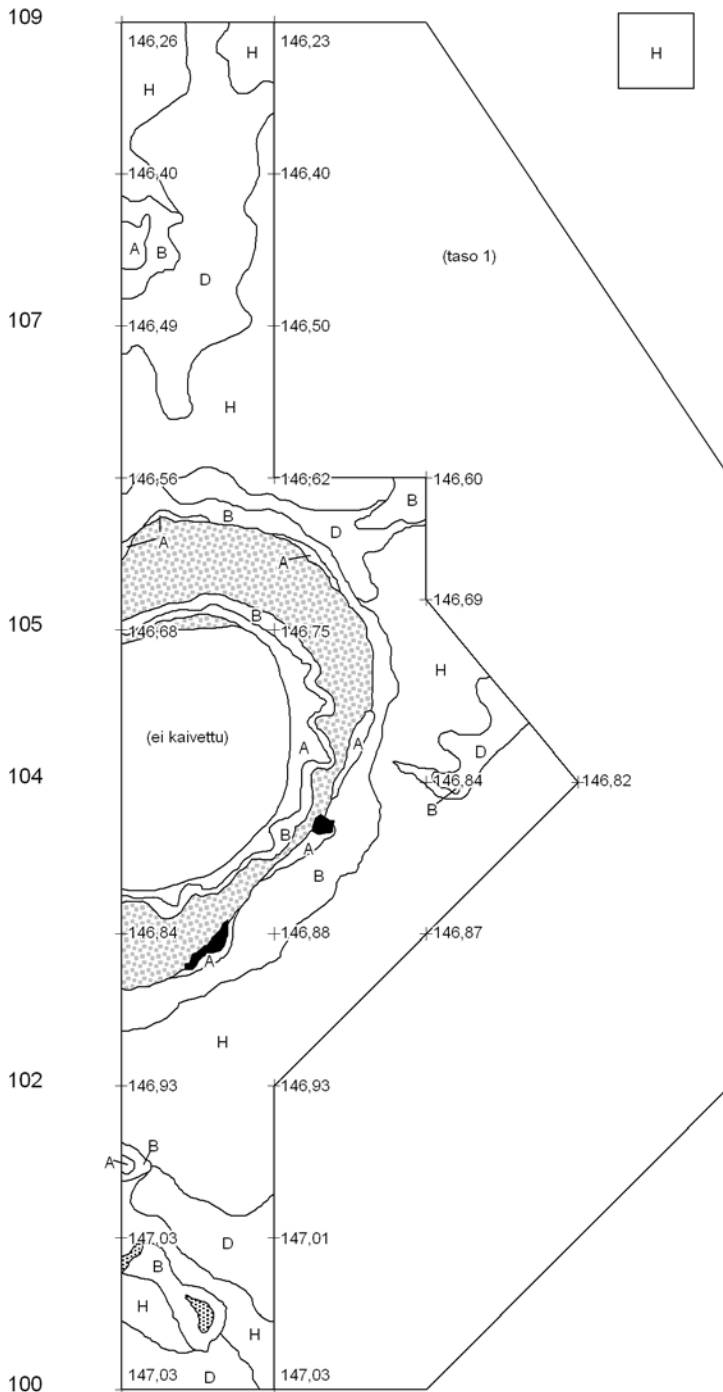 109
146,26
146,23
H
H
H
146,40
146,40
A
B
D
(taso 1)
107
146,49
146,50
H
146,56
146,62
146,60
B
B
D
A
A
146,69
105
B
146,68
146,75
H
(ei kaivettu)
A
A
D
104
146,84
146,82
B
B
A
B
146,84
146,88
146,87
A
H
102
146,93
146,93
B
A
147,03
147,01
D
B
H
H
100
147,03
D
147,03